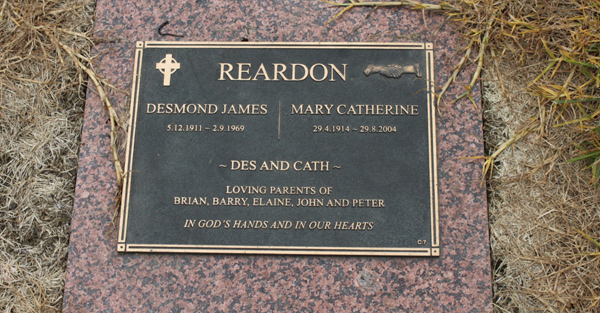 REARDON
DESMOND JAMES
5.12.1911 ~ 2.9.1969
MARY CATHERINE
29.4.1914 ~ 29.8.2004
~ DES AND CATH ~
LOVING PARENTS OF
BRIAN, BARRY, ELAINE, JOHN AND PETER
IN GOD'S HANDS AND IN OUR HEARTS
C-7